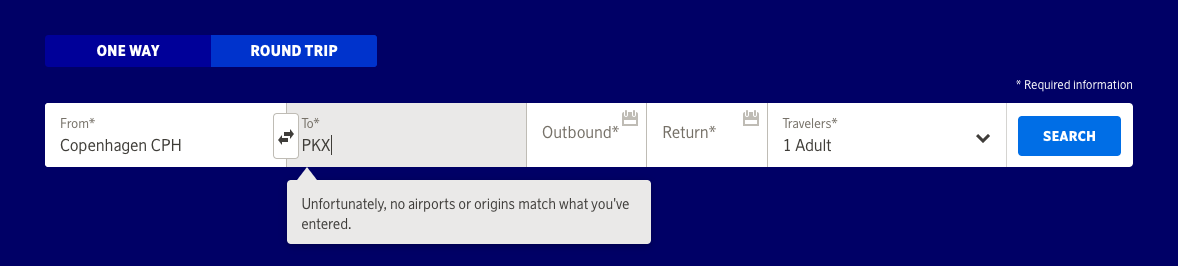 ONE WAY
ROUND TRIP
* Required information
From*
Copenhagen CPH
To*
PKX
Outbound*
Return*
Travelers*
1 Adult
SEARCH
Unfortunately, no airports or origins match what you've
entered.